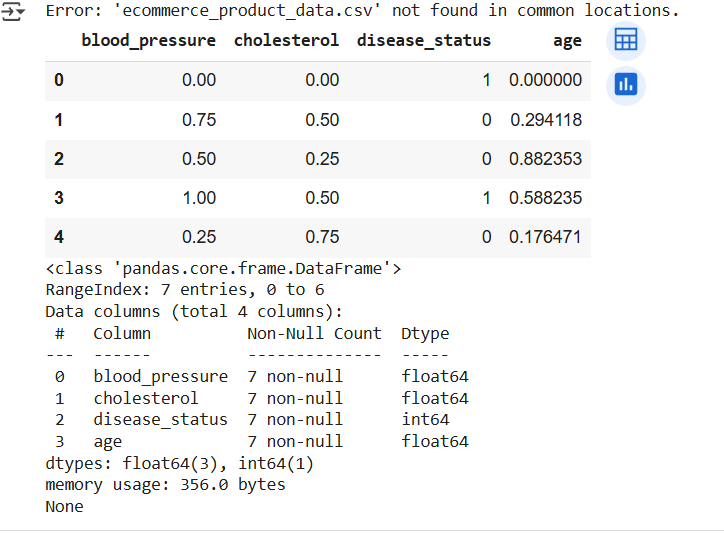 Error: 'ecommerce_product_data.csv' not found in common locations.
blood_pressure cholesterol disease_status age
0 0.00 0.00 1 0.000000
1 0.75 0.50 0 0.294118
2 0.50 0.25 0 0.882353
3 1.00 0.50 1 0.588235
4 0.25 0.75 0 0.176471
<class 'pandas.core.frame.DataFrame'>
RangeIndex: 7 entries, 0 to 6
Data columns (total 4 columns):
# Column Non-Null Count Dtype
--- ------ -------------- -----
0 blood_pressure 7 non-null float64
1 cholesterol 7 non-null float64
2 disease_status 7 non-null int64
3 age 7 non-null float64
dtypes: float64(3), int64(1)
memory usage: 356.0 bytes
None